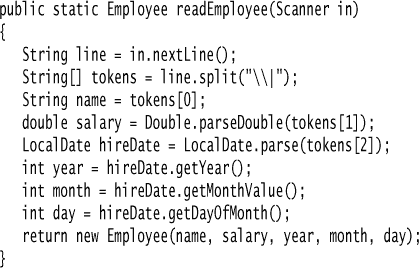 public static Employee readEmployee(Scanner in)
{
   String line = in.nextLine();
   String[] tokens = line.split("\\|");
   String name = tokens[0];
   double salary = Double.parseDouble(tokens[1]);
   LocalDate hireDate = LocalDate.parse(tokens[2]);
   int year = hireDate.getYear();
   int month = hireDate.getMonthValue();
   int day = hireDate.getDayOfMonth();
   return new Employee(name, salary, year, month, day);
}